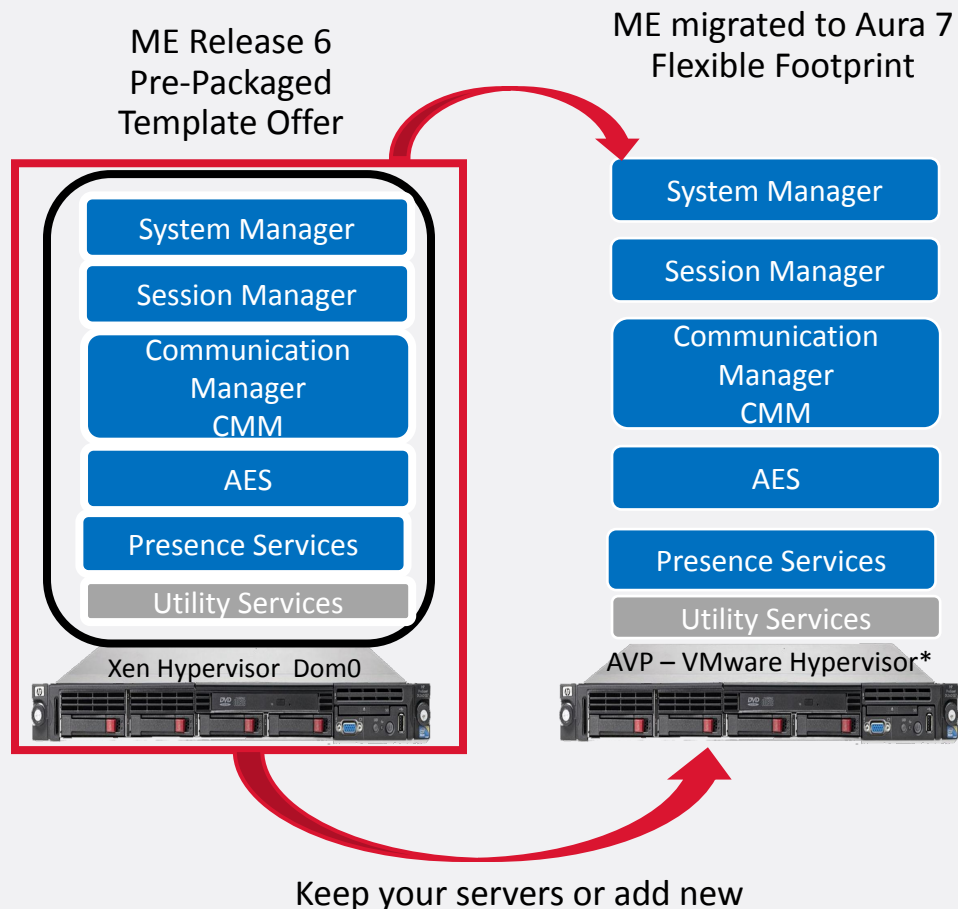 ME Release 6
Pre-Packaged
Template Offer
System Manager
Session Manager
Communication
Manager
CMM
AES
Presence Services
Utility Services
Xen Hypervisor Dom0
ME migrated to Aura 7
Flexible Footprint
System Manager
Session Manager
Communication
Manager
CMM
AES
Presence Services
Utility Services
AVP – VMware Hypervisor*
Keep your servers or add new